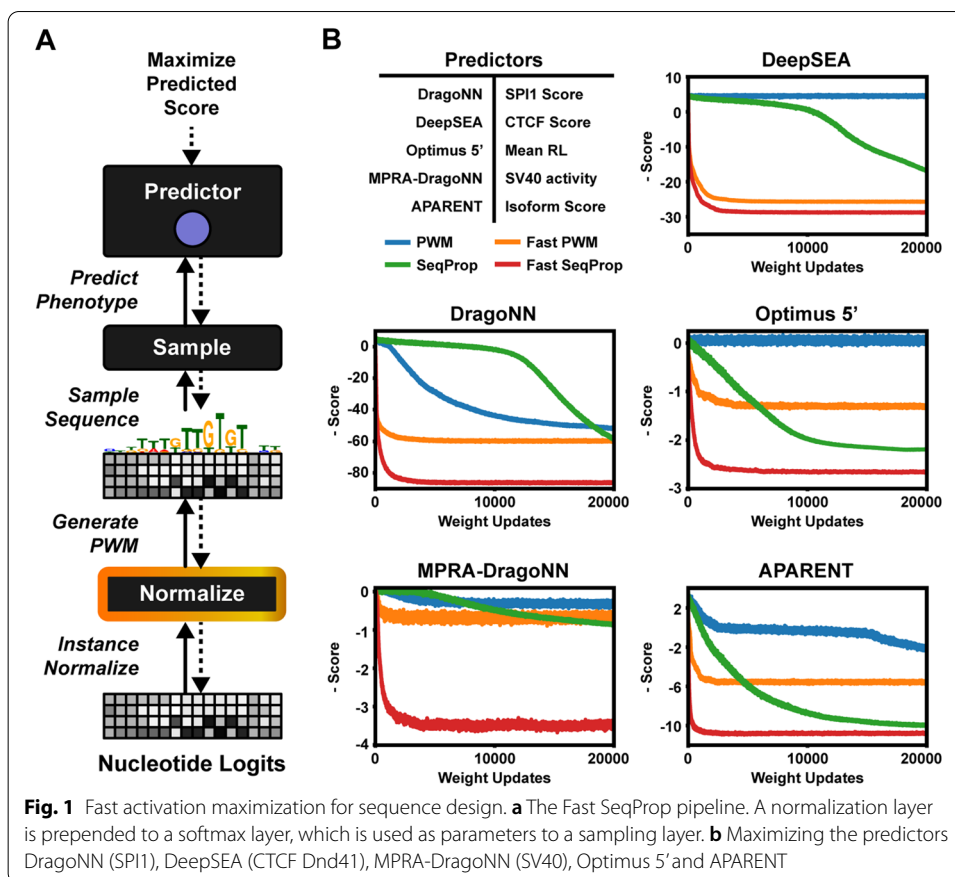 A
Maximize
Predicted
Score
Predictor
Predict
Phenotype
Sample
Sample
Sequence
Generate
PWM
Normalize
Instance
Normalize
Nucleotide Logits
B
Predictors
DragoNN SPI1 Score
DeepSEA CTCF Score
Optimus 5' Mean RL
MPRA-DragoNN SV40 activity
APARENT Isoform Score
PWM Fast PWM
SeqProp Fast SeqProp
DeepSEA
- Score
10
0
-10
-20
-30
0 10000 20000
Weight Updates
DragoNN
- Score
0
-20
-40
-60
-80
0 10000 20000
Weight Updates
Optimus 5'
- Score
0
-1
-2
-3
0 10000 20000
Weight Updates
MPRA-DragoNN
- Score
0
-1
-2
-3
-4
0 10000 20000
Weight Updates
APARENT
- Score
2
-2
-6
-10
0 10000 20000
Weight Updates
Fig. 1 Fast activation maximization for sequence design. a The Fast SeqProp pipeline. A normalization layer
is prepended to a softmax layer, which is used as parameters to a sampling layer. b Maximizing the predictors
DragoNN (SPI1), DeepSEA (CTCF Dnd41), MPRA-DragoNN (SV40), Optimus 5' and APARENT